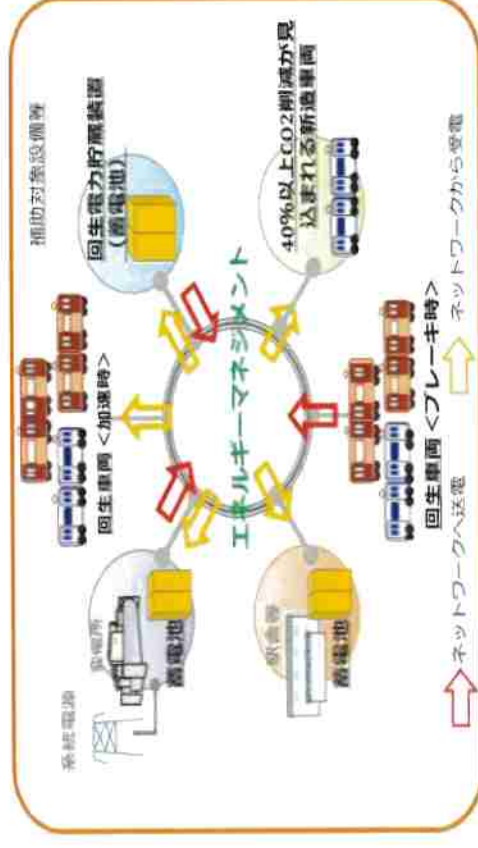 補助対象設備等
系統電源
変電所
蓄電池
回生車両 <加速時>
回生電力貯蔵装置
(蓄電池)
エネルギーマネジメント
駅舎等
蓄電池
回生車両 <ブレーキ時>
40%以上CO2削減が見
込まれる新造車両
ネットワークへ送電
ネットワークから受電